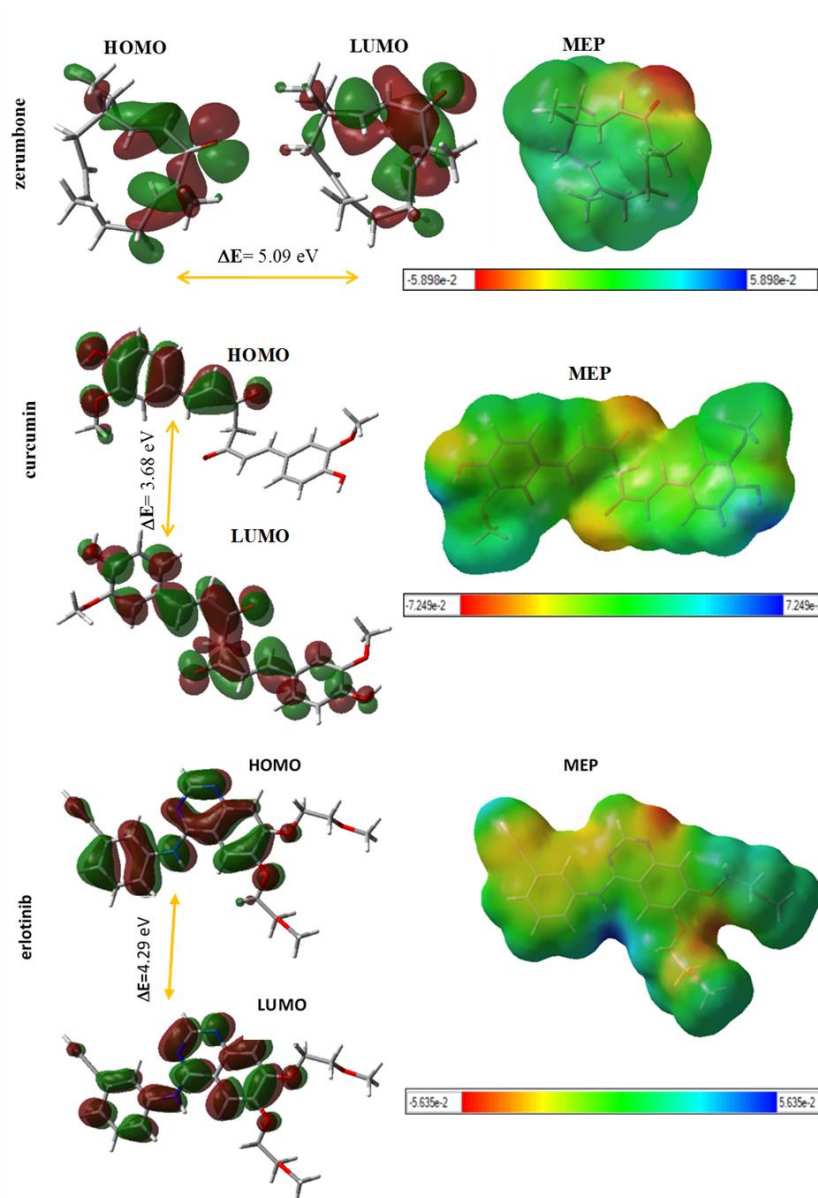 HOMO
LUMO
MEP
zerumbone
ΔE= 5.09 eV
-5.898e-2
5.898e-2
HOMO
MEP
curcumin
ΔE= 3.68 eV
LUMO
-7.249e-2
7.249e-
HOMO
MEP
erlotinib
ΔE=4.29 eV
LUMO
-5.635e-2
5.635e-2